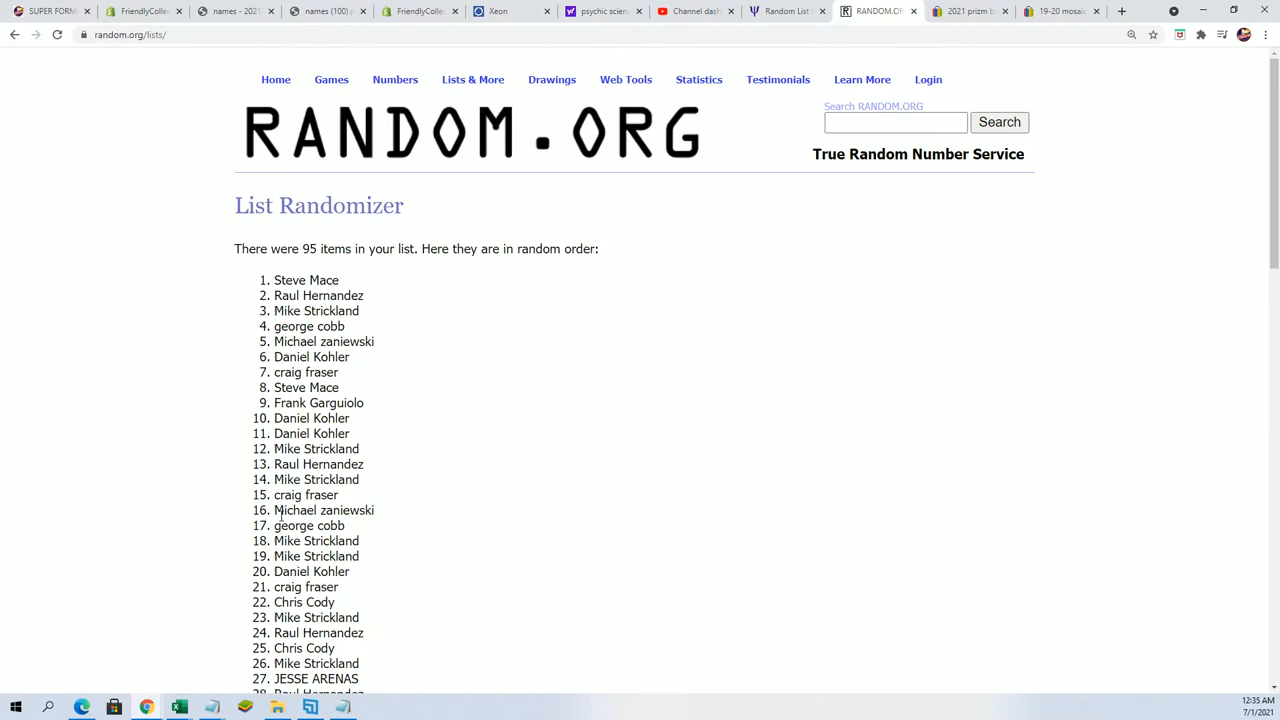 SUPER FORM
names - 2021
names (100)
FriendlyColle
Xeon
psychic scien
Channel dash
Random List
RANDOM.OR
2021 prizm b
19-20 mosaic
random.org/lists/
Home Games Numbers Lists & More Drawings Web Tools Statistics Testimonials Learn More Login
Search RANDOM.ORG
RANDOM.ORG
Search
True Random Number Service
List Randomizer
There were 95 items in your list. Here they are in random order:
1. Steve Mace
2. Raul Hernandez
3. Mike Strickland
4. george cobb
5. Michael zaniewski
6. Daniel Kohler
7. craig fraser
8. Steve Mace
9. Frank Garguiolo
10. Daniel Kohler
11. Daniel Kohler
12. Mike Strickland
13. Raul Hernandez
14. Mike Strickland
15. craig fraser
16. Michael zaniewski
17. george cobb
18. Mike Strickland
19. Mike Strickland
20. Daniel Kohler
21. craig fraser
22. Chris Cody
23. Mike Strickland
24. Raul Hernandez
25. Chris Cody
26. Mike Strickland
27. JESSE ARENAS
28. Raul Hernandez
12:35 AM
7/1/2021